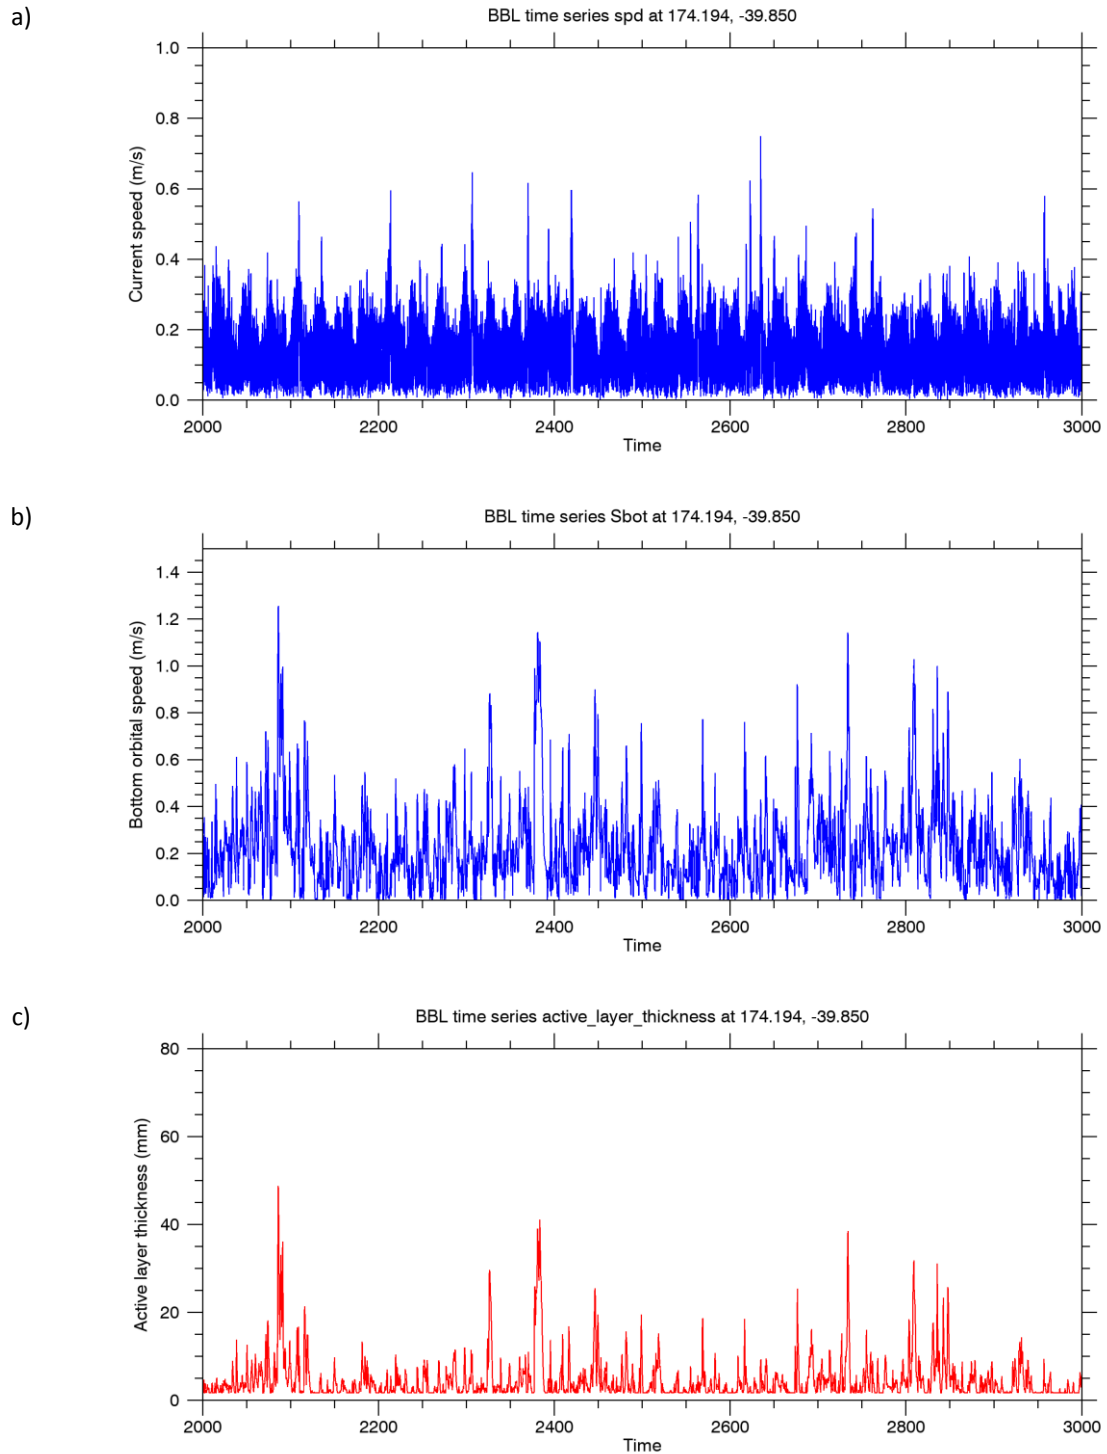 a)
BBL time series spd at 174.194, -39.850
1.0
0.8
0.6
0.4
0.2
0.0
Current speed (m/s)
2000 2200 2400 2600 2800 3000
Time
b)
BBL time series Sbot at 174.194, -39.850
1.4
1.2
1.0
0.8
0.6
0.4
0.2
0.0
Bottom orbital speed (m/s)
2000 2200 2400 2600 2800 3000
Time
c)
BBL time series active_layer_thickness at 174.194, -39.850
80
60
40
20
0
Active layer thickness (mm)
2000 2200 2400 2600 2800 3000
Time